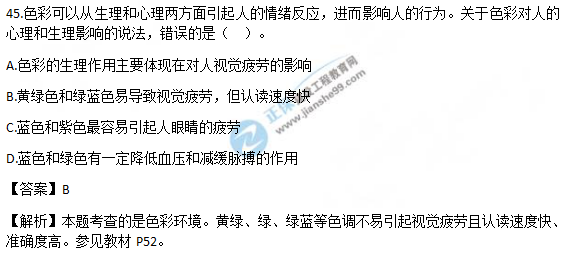 45.色彩可以从生理和心理两方面引起人的情绪反应，进而影响人的行为。关于色彩对人的
心理和生理影响的说法，错误的是（ ）。
A.色彩的生理作用主要体现在对人视觉疲劳的影响
B.黄绿色和绿蓝色易导致视觉疲劳，但认读速度快
C.蓝色和紫色最容易引起人眼睛的疲劳
D.蓝色和绿色有一定降低血压和减缓脉搏的作用
【答案】B
【解析】本题考查的是色彩环境。黄绿、绿、绿蓝等色调不易引起视觉疲劳且认读速度快、
准确度高。参见教材 P52。
www.jianshe99.com